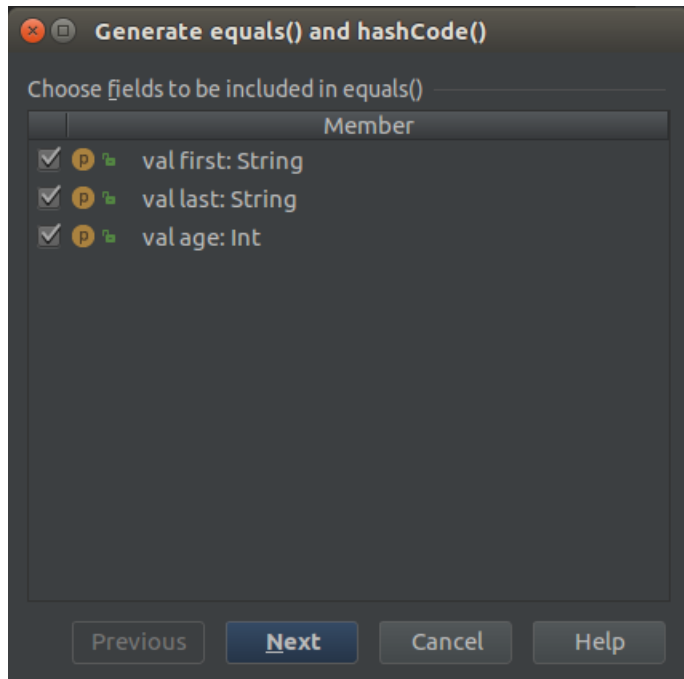 Generate equals() and hashCode()
Choose fields to be included in equals()
Member
p val first: String
p val last: String
p val age: Int
Previous Next Cancel Help